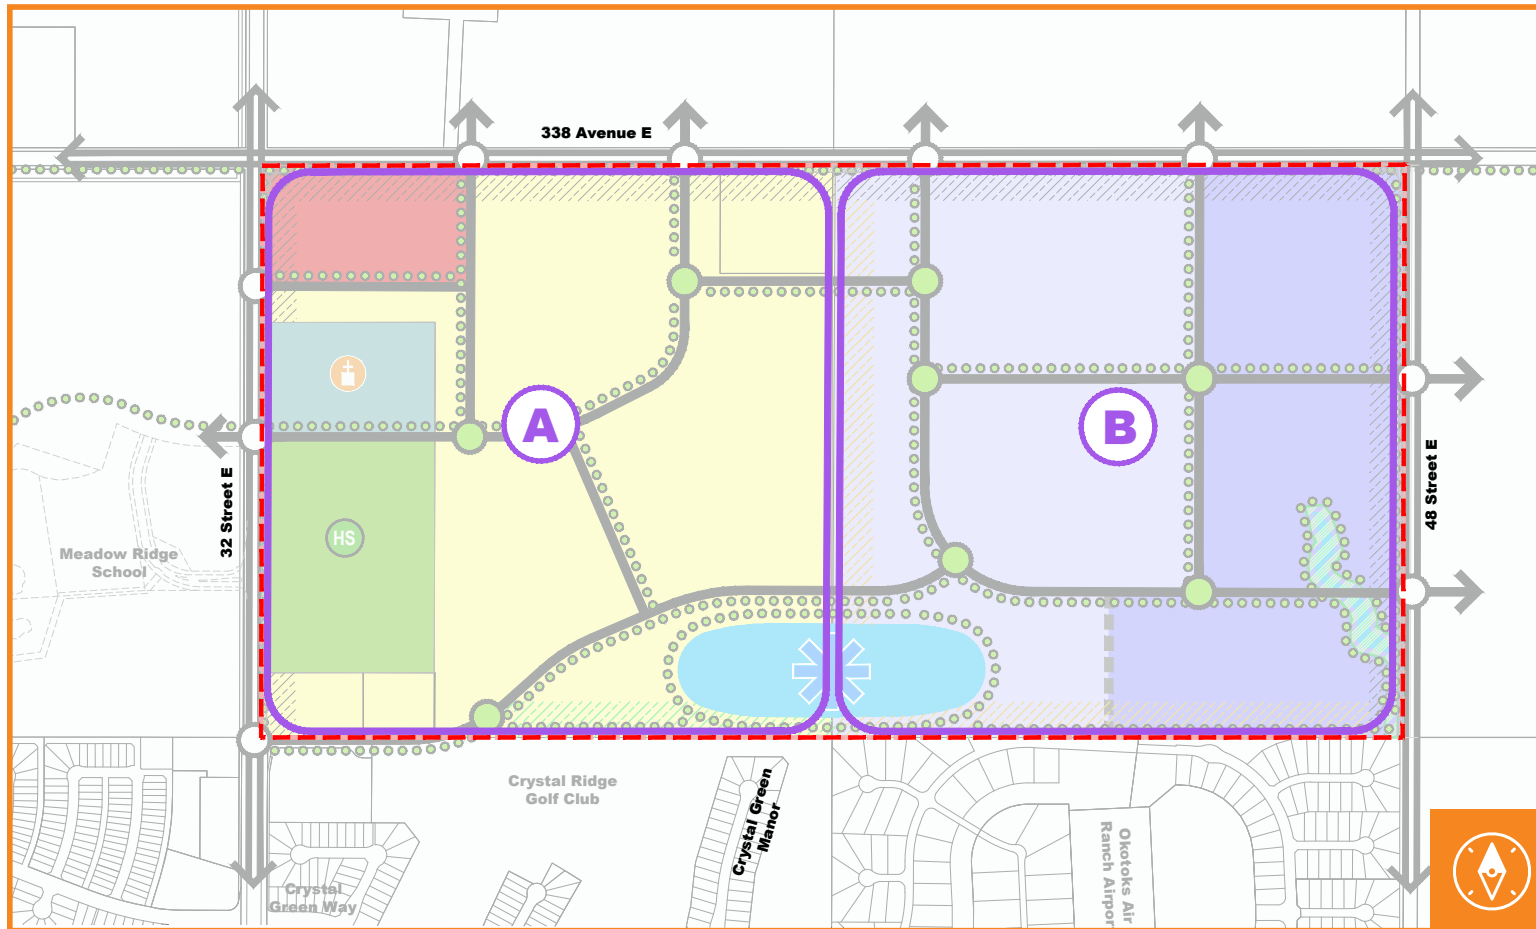 338 Avenue E
A
B
32 Street E
48 Street E
HS
Meadow Ridge
School
Crystal Ridge
Golf Club
Crystal Green
Manor
Okotoks Air
Ranch Airpor
Crystal
Green Way